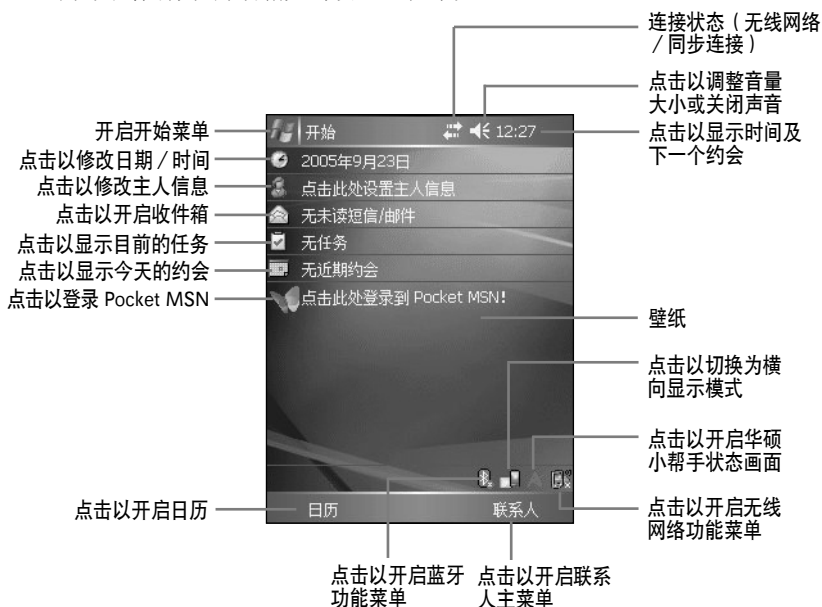 连接状态（无线网络
/ 同步连接）
点击以调整音量
大小或关闭声音
点击以显示时间及
下一个约会
开启开始菜单
点击以修改日期 / 时间
点击以修改主人信息
点击以开启收件箱
点击以显示目前的任务
点击以显示今天的约会
点击以登录 Pocket MSN
开始
12:27
2005年9月23日
点击此处设置主人信息
无未读短信/邮件
无任务
无近期约会
点击此处登录到 Pocket MSN!
壁纸
点击以切换为横
向显示模式
点击以开启华硕
小帮手状态画面
点击以开启无线
网络功能菜单
点击以开启日历
日历
联系人
点击以开启蓝牙
功能菜单
点击以开启联系
人主菜单